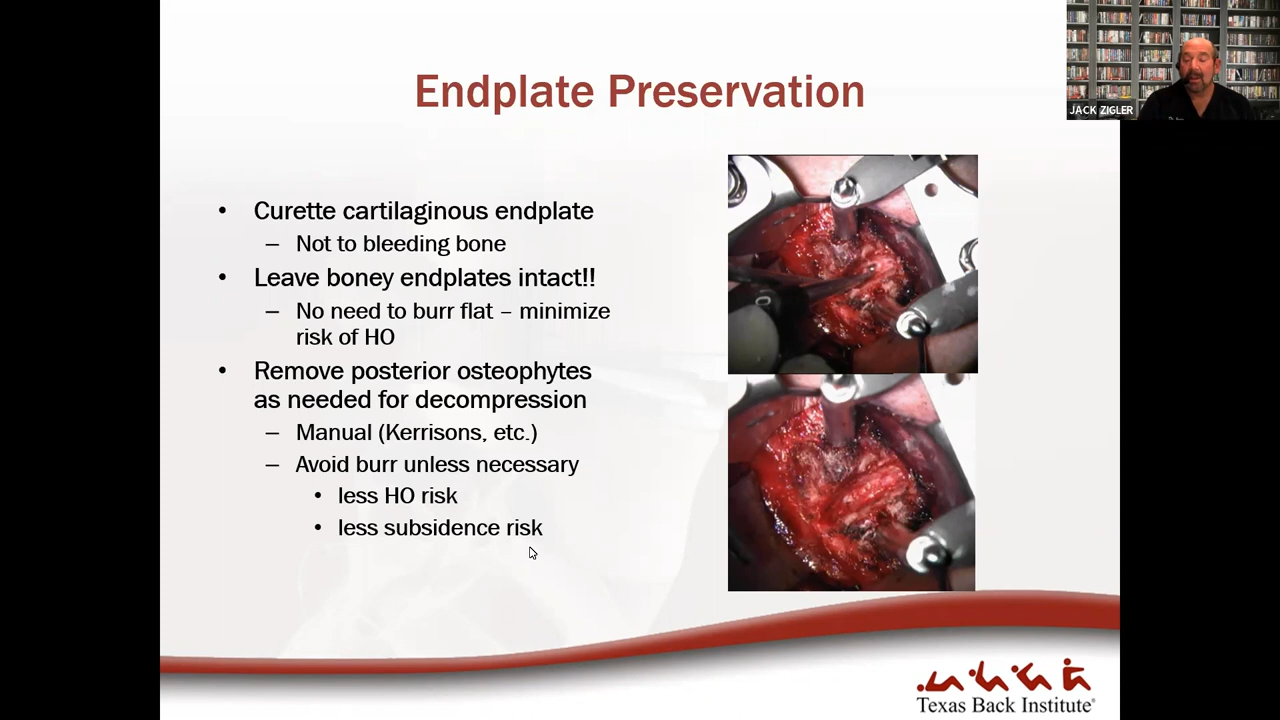 Endplate Preservation
JACK ZIGLER
• Curette cartilaginous endplate
– Not to bleeding bone
• Leave boney endplates intact!!
– No need to burr flat – minimize
risk of HO
• Remove posterior osteophytes
as needed for decompression
– Manual (Kerrisons, etc.)
– Avoid burr unless necessary
• less HO risk
• less subsidence risk
Texas Back Institute®